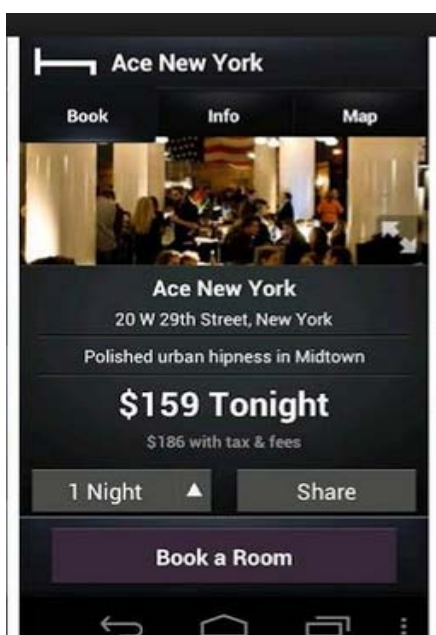 Ace New York
Book Info Map
Ace New York
20 W 29th Street, New York
Polished urban hipness in Midtown
$159 Tonight
$186 with tax & fees
1 Night Share
Book a Room